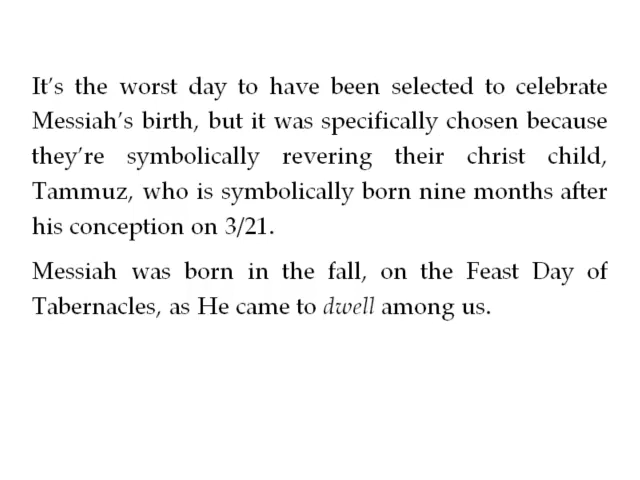 It's the worst day to have been selected to celebrate
Messiah's birth, but it was specifically chosen because
they're symbolically revering their christ child,
Tammuz, who is symbolically born nine months after
his conception on 3/21.
Messiah was born in the fall, on the Feast Day of
Tabernacles, as He came to dwell among us.